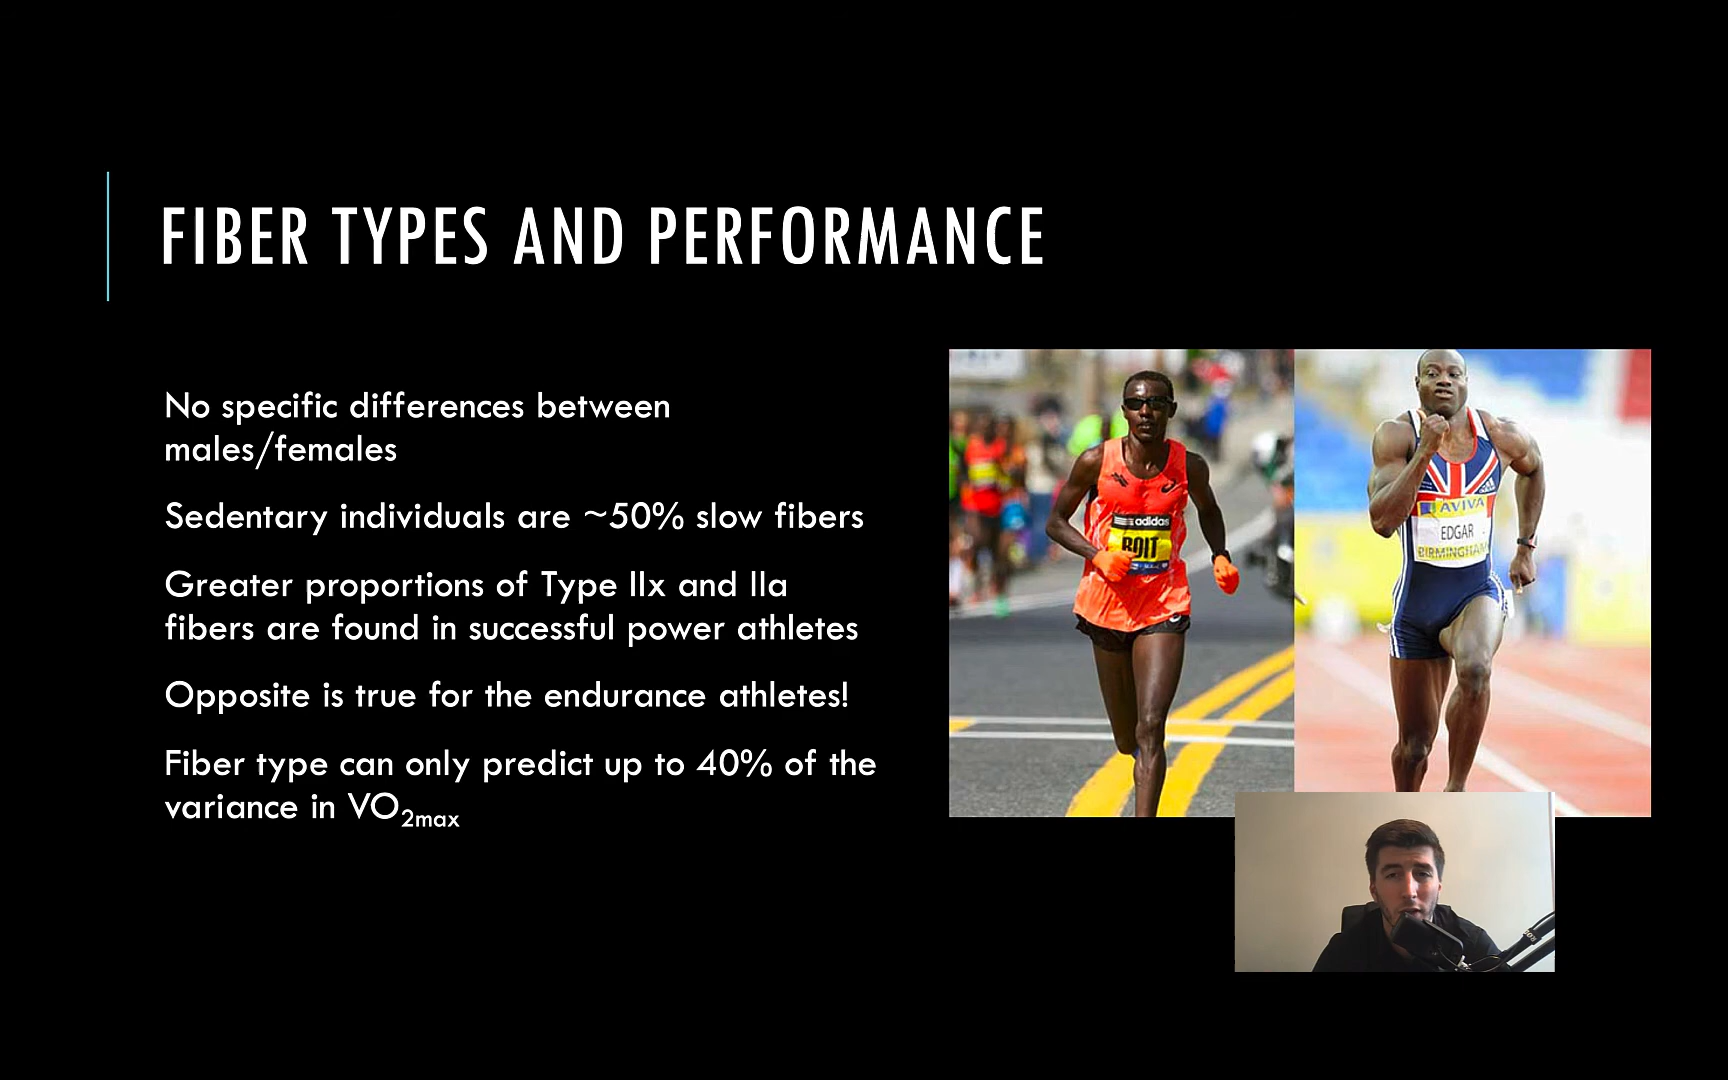 FIBER TYPES AND PERFORMANCE
No specific differences between
males/females
Sedentary individuals are ~50% slow fibers
Greater proportions of Type IIx and IIa
fibers are found in successful power athletes
Opposite is true for the endurance athletes!
Fiber type can only predict up to 40% of the
variance in VO2max
adidas
BOIT
AVIVA
EDGAR
BIRMINGHAM